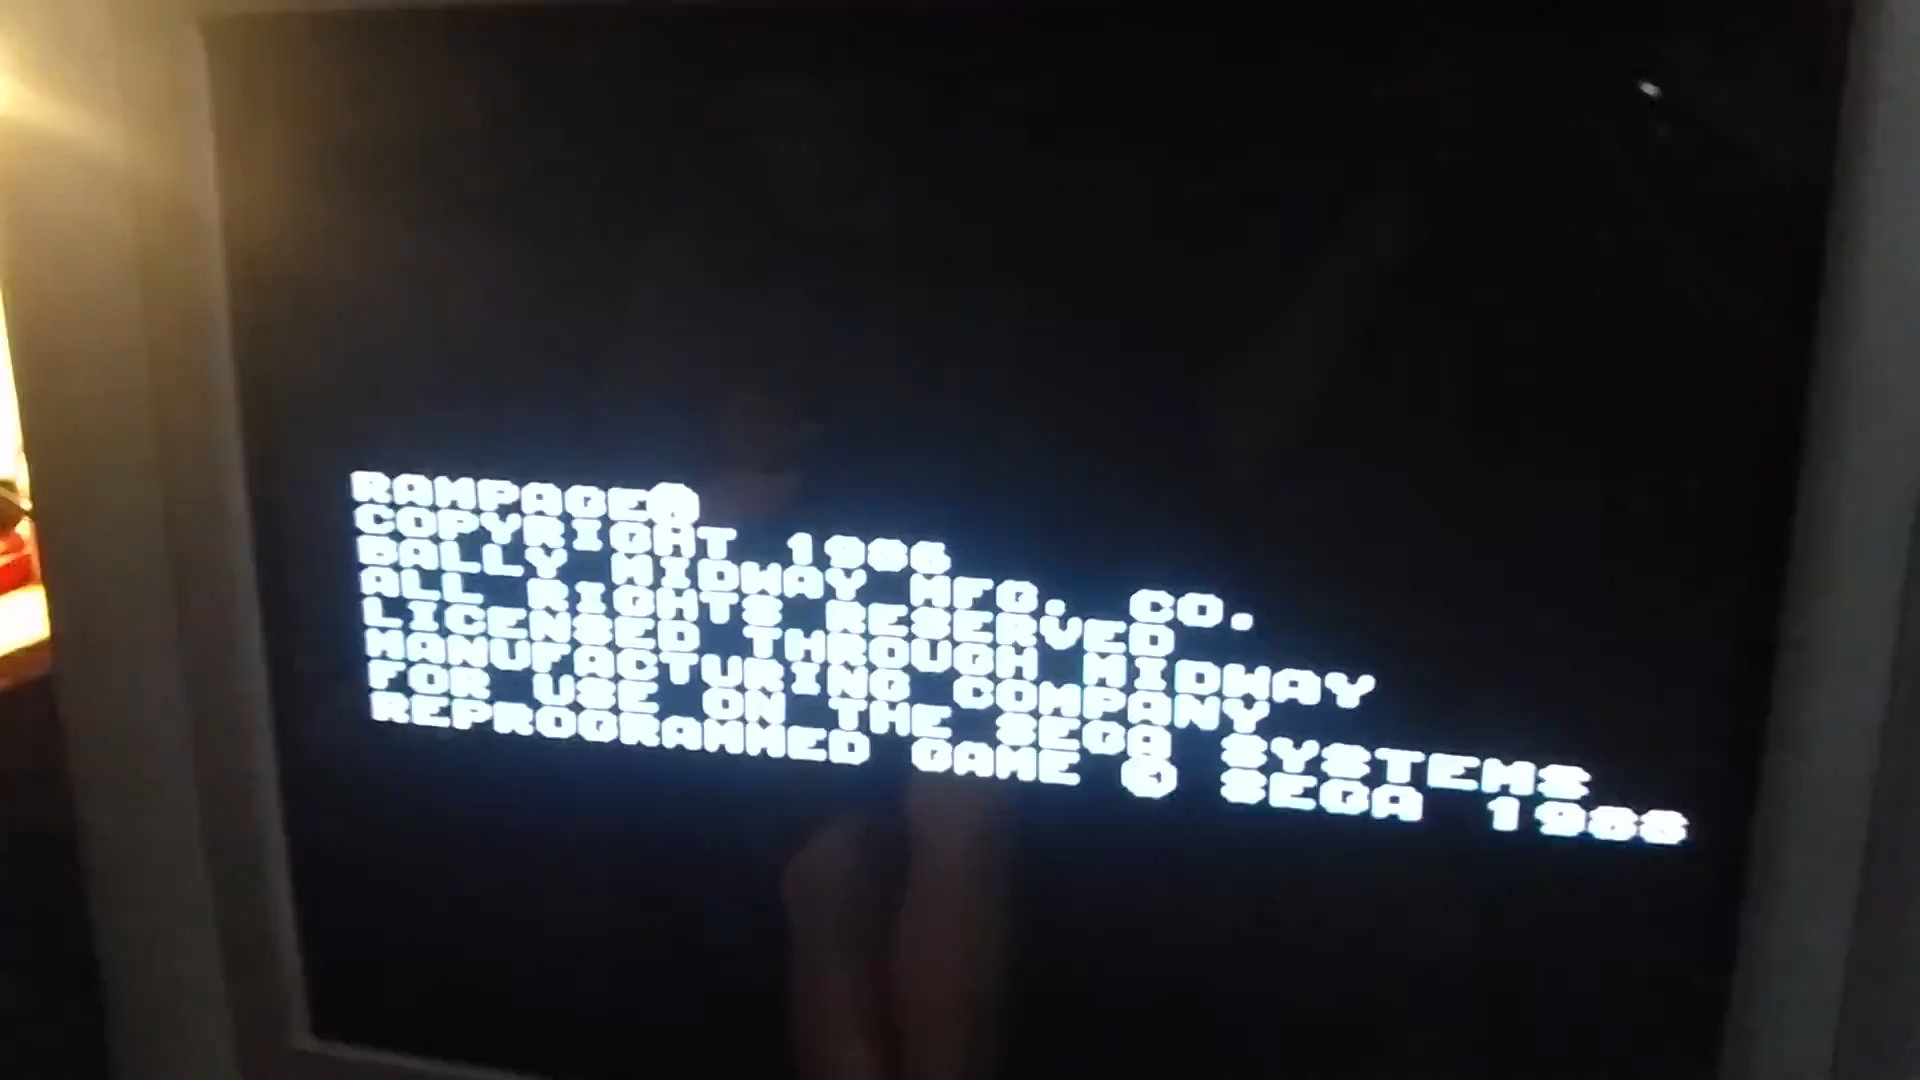 RAMPAGE®
COPYRIGHT 1986
BALLY MIDWAY MFG. CO.
ALL RIGHTS RESERVED
LICENSED THROUGH MIDWAY
MANUFACTURING COMPANY
FOR USE ON THE SEGA SYSTEMS
REPROGRAMMED GAME © SEGA 1988